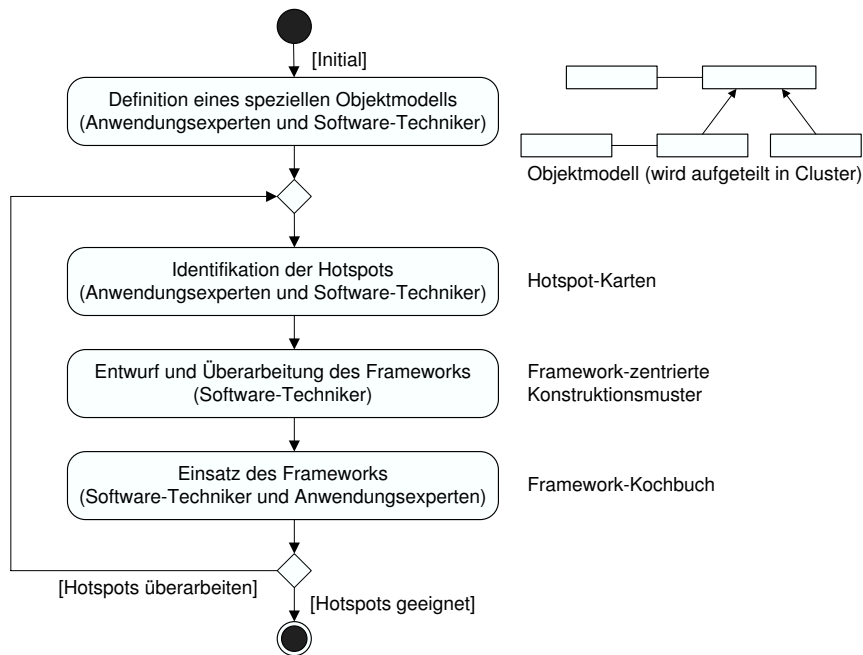 [Initial]
Definition eines speziellen Objektmodells
(Anwendungsexperten und Software-Techniker)
Objektmodell (wird aufgeteilt in Cluster)
Identifikation der Hotspots
(Anwendungsexperten und Software-Techniker)
Hotspot-Karten
Entwurf und Überarbeitung des Frameworks
(Software-Techniker)
Framework-zentrierte
Konstruktionsmuster
Einsatz des Frameworks
(Software-Techniker und Anwendungsexperten)
Framework-Kochbuch
[Hotspots überarbeiten]
[Hotspots geeignet]